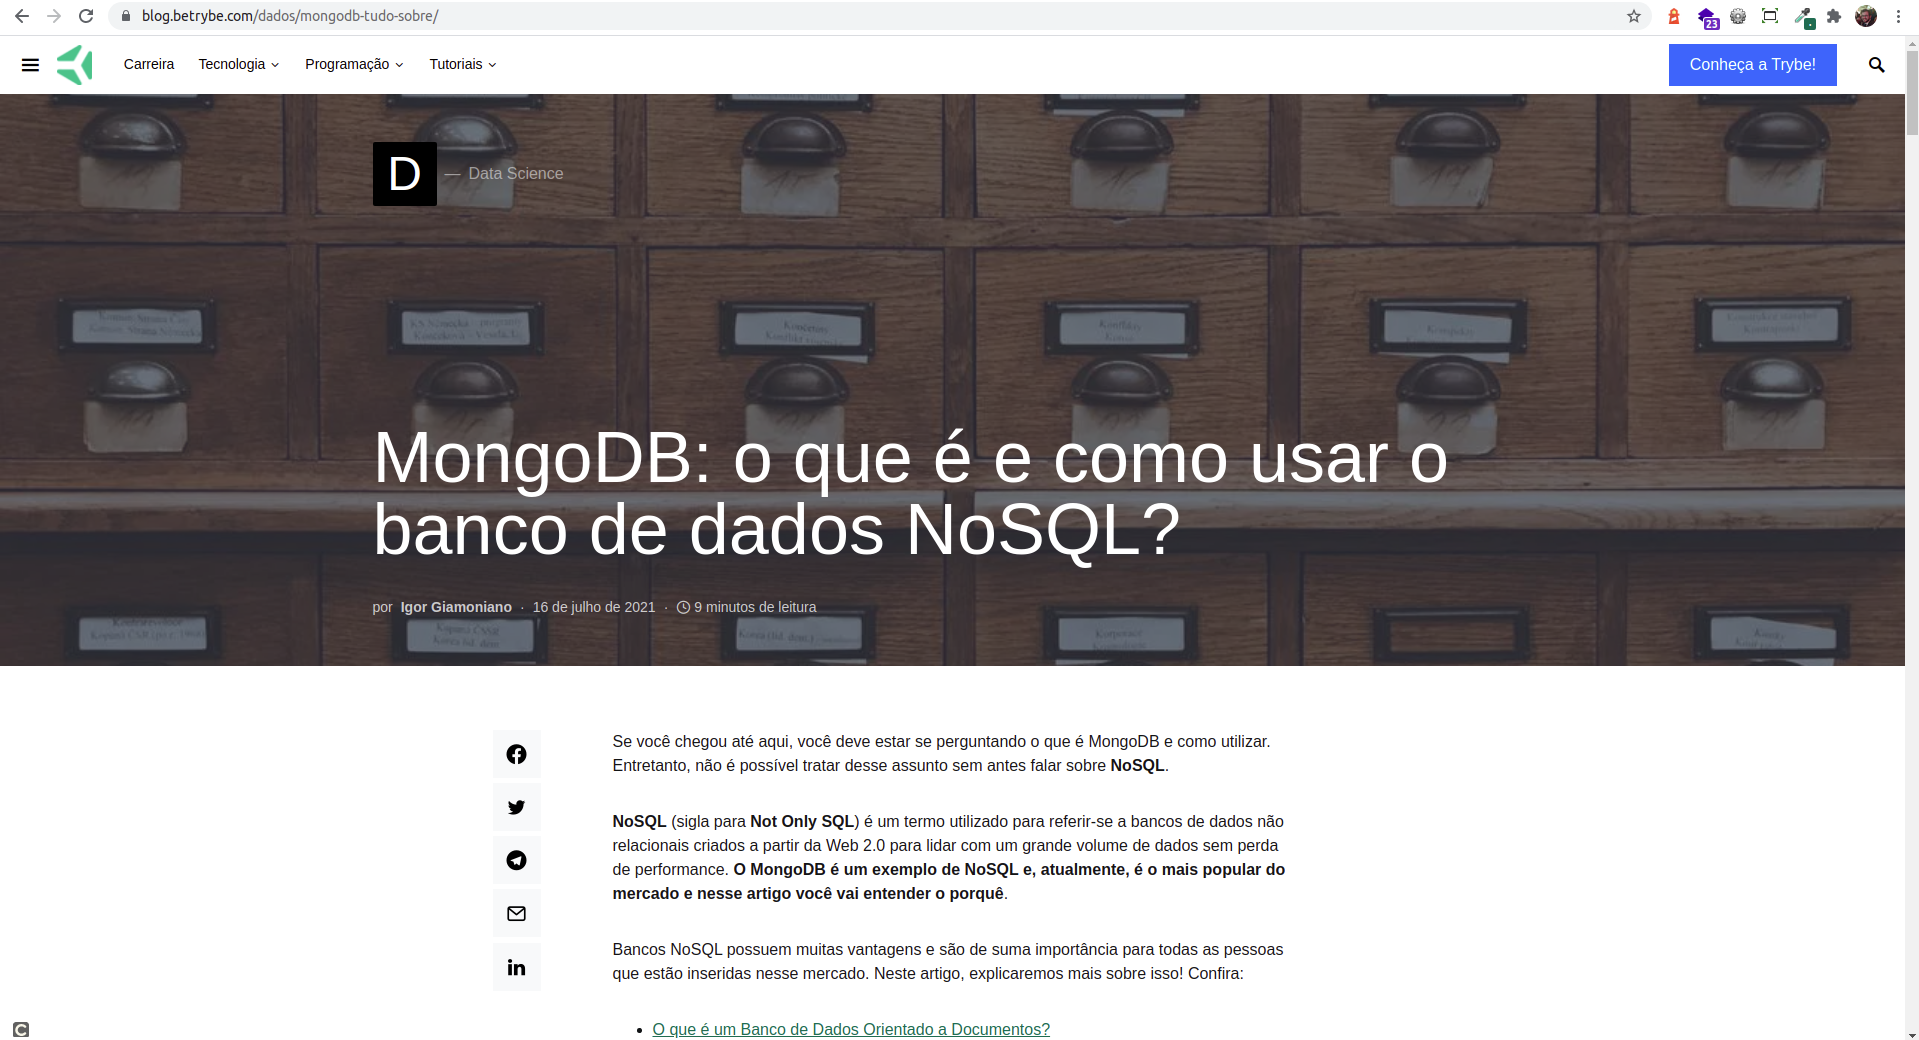 blog.betrybe.com/dados/mongodb-tudo-sobre/
23
Carreira Tecnologia Programação Tutoriais Conheça a Trybe!
D — Data Science
MongoDB: o que é e como usar o
banco de dados NoSQL?
por Igor Giamoniano · 16 de julho de 2021 · 9 minutos de leitura
Se você chegou até aqui, você deve estar se perguntando o que é MongoDB e como utilizar.
Entretanto, não é possível tratar desse assunto sem antes falar sobre NoSQL.
NoSQL (sigla para Not Only SQL) é um termo utilizado para referir-se a bancos de dados não
relacionais criados a partir da Web 2.0 para lidar com um grande volume de dados sem perda
de performance. O MongoDB é um exemplo de NoSQL e, atualmente, é o mais popular do
mercado e nesse artigo você vai entender o porquê.
Bancos NoSQL possuem muitas vantagens e são de suma importância para todas as pessoas
que estão inseridas nesse mercado. Neste artigo, explicaremos mais sobre isso! Confira:
• O que é um Banco de Dados Orientado a Documentos?